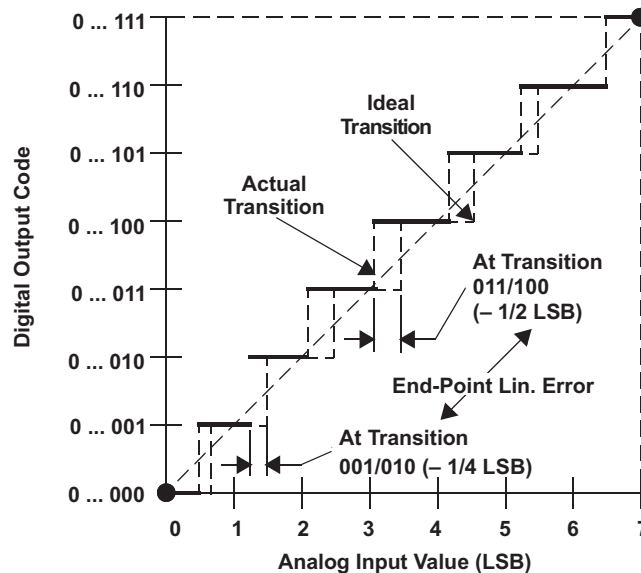 Digital Output Code
0 ... 111
0 ... 110
0 ... 101
0 ... 100
0 ... 011
0 ... 010
0 ... 001
0 ... 000
Ideal
Transition
Actual
Transition
At Transition
011/100
(– 1/2 LSB)
End-Point Lin. Error
At Transition
001/010 (– 1/4 LSB)
0 1 2 3 4 5 6 7
Analog Input Value (LSB)